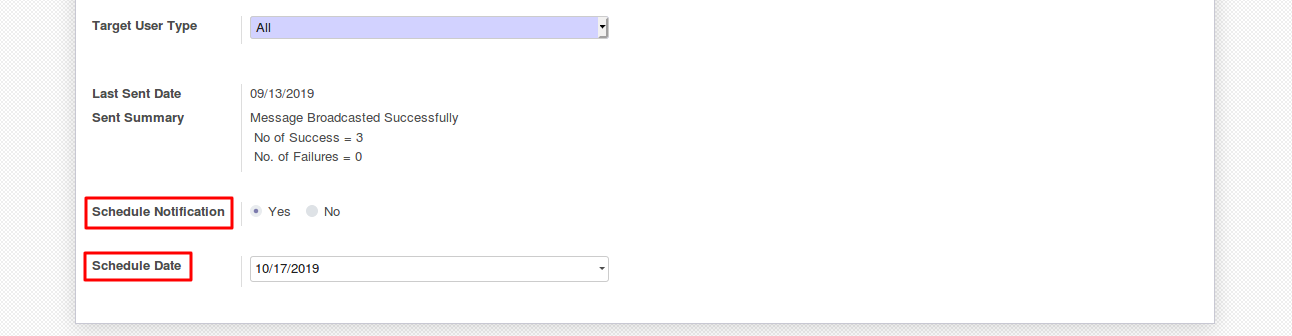 Target User Type All
Last Sent Date 09/13/2019
Sent Summary Message Broadcasted Successfully
No of Success = 3
No. of Failures = 0
Schedule Notification Yes No
Schedule Date 10/17/2019